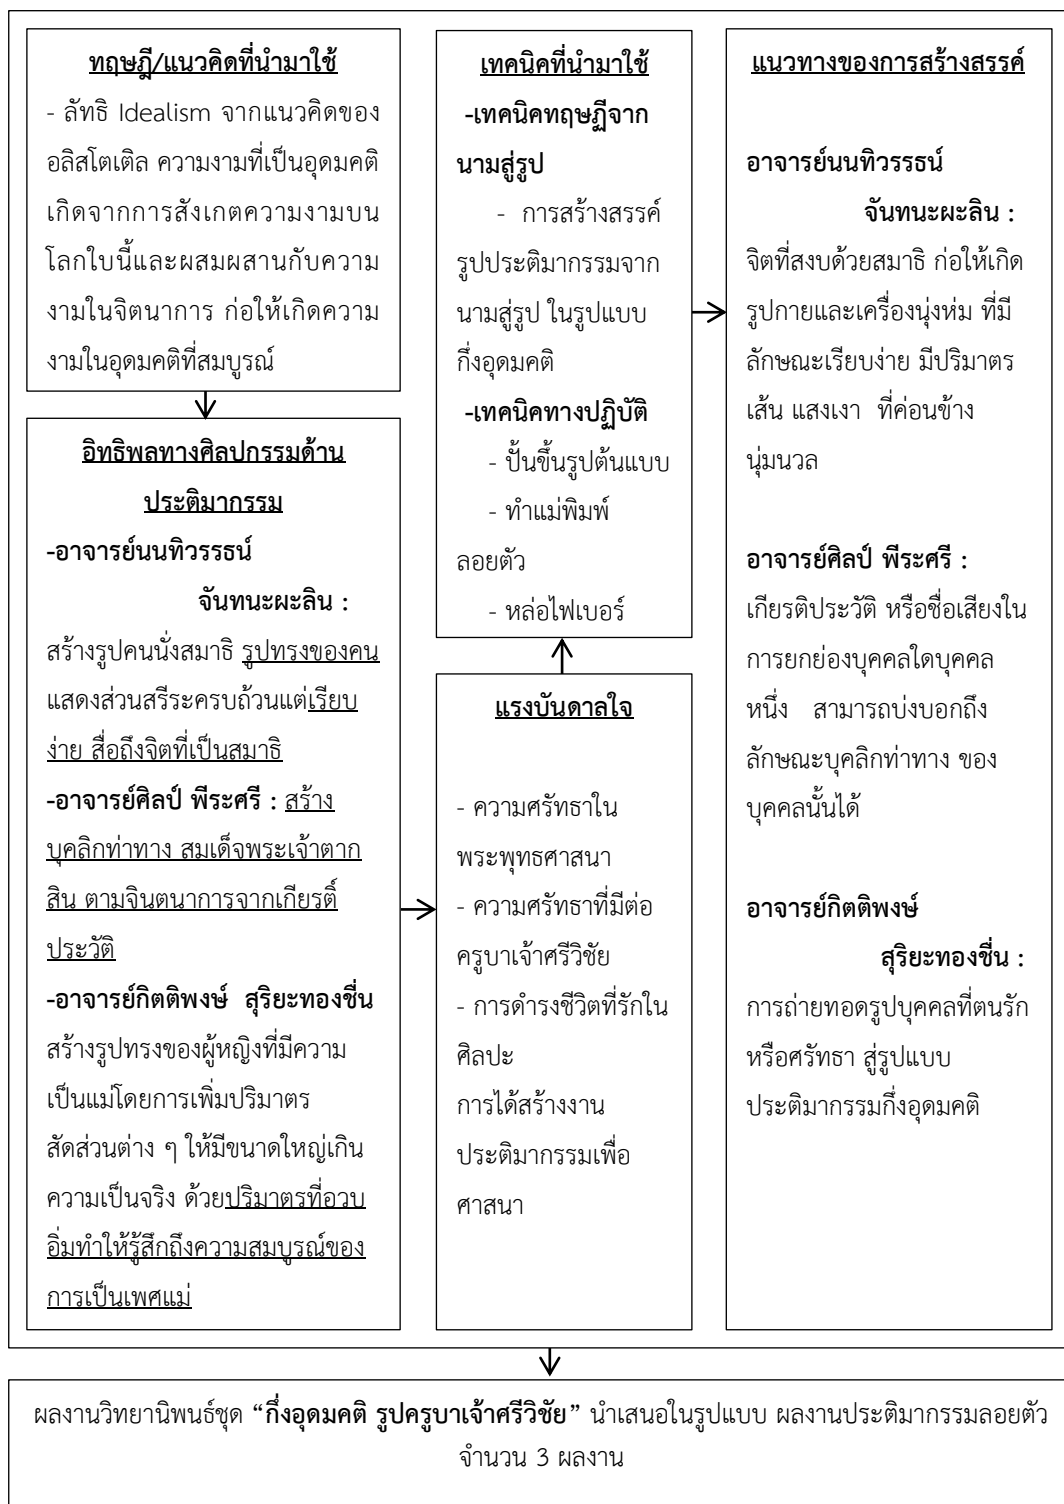 ทฤษฎี/แนวคิดที่นำมาใช้
- ลัทธิ Idealism จากแนวคิดของ
อลิสโตเติล ความงามที่เป็นอุดมคติ
เกิดจากการสังเกตความงามบน
โลกใบนี้และผสมผสานกับความ
งามในจิตนาการ ก่อให้เกิดความ
งามในอุดมคติที่สมบูรณ์
อิทธิพลทางศิลปกรรมด้าน
ประติมากรรม
-อาจารย์นนทิวรรธน์
จันทนะผะลิน :
สร้างรูปคนนั่งสมาธิ รูปทรงของคน
แสดงส่วนสรีระครบถ้วนแต่เรียบ
ง่าย สื่อถึงจิตที่เป็นสมาธิ
-อาจารย์ศิลป์ พีระศรี : สร้าง
บุคลิกท่าทาง สมเด็จพระเจ้าตาก
สิน ตามจินตนาการจากเกียรติ์
ประวัติ
-อาจารย์กิตติพงษ์ สุริยะทองชื่น
สร้างรูปทรงของผู้หญิงที่มีความ
เป็นแม่โดยการเพิ่มปริมาตร
สัดส่วนต่าง ๆ ให้มีขนาดใหญ่เกิน
ความเป็นจริง ด้วยปริมาตรที่อวบ
อิ่มทำให้รู้สึกถึงความสมบูรณ์ของ
การเป็นเพศแม่
เทคนิคที่นำมาใช้
-เทคนิคทฤษฏีจาก
นามสู่รูป
- การสร้างสรรค์
รูปประติมากรรมจาก
นามสู่รูป ในรูปแบบ
กึ่งอุดมคติ
-เทคนิคทางปฏิบัติ
- ปั้นขึ้นรูปต้นแบบ
- ทำแม่พิมพ์
ลอยตัว
- หล่อไฟเบอร์
แรงบันดาลใจ
- ความศรัทธาใน
พระพุทธศาสนา
- ความศรัทธาที่มีต่อ
ครูบาเจ้าศรีวิชัย
- การดำรงชีวิตที่รักใน
ศิลปะ
การได้สร้างงาน
ประติมากรรมเพื่อ
ศาสนา
แนวทางของการสร้างสรรค์
อาจารย์นนทิวรรธน์
จันทนะผะลิน :
จิตที่สงบด้วยสมาธิ ก่อให้เกิด
รูปกายและเครื่องนุ่งห่ม ที่มี
ลักษณะเรียบง่าย มีปริมาตร
เส้น แสงเงา ที่ค่อนข้าง
นุ่มนวล
อาจารย์ศิลป์ พีระศรี :
เกียรติประวัติ หรือชื่อเสียงใน
การยกย่องบุคคลใดบุคคล
หนึ่ง สามารถบ่งบอกถึง
ลักษณะบุคลิกท่าทาง ของ
บุคคลนั้นได้
อาจารย์กิตติพงษ์
สุริยะทองชื่น :
การถ่ายทอดรูปบุคคลที่ตนรัก
หรือศรัทธา สู่รูปแบบ
ประติมากรรมกึ่งอุดมคติ
ผลงานวิทยานิพนธ์ชุด “กึ่งอุดมคติ รูปครูบาเจ้าศรีวิชัย” นำเสนอในรูปแบบ ผลงานประติมากรรมลอยตัว
จำนวน 3 ผลงาน